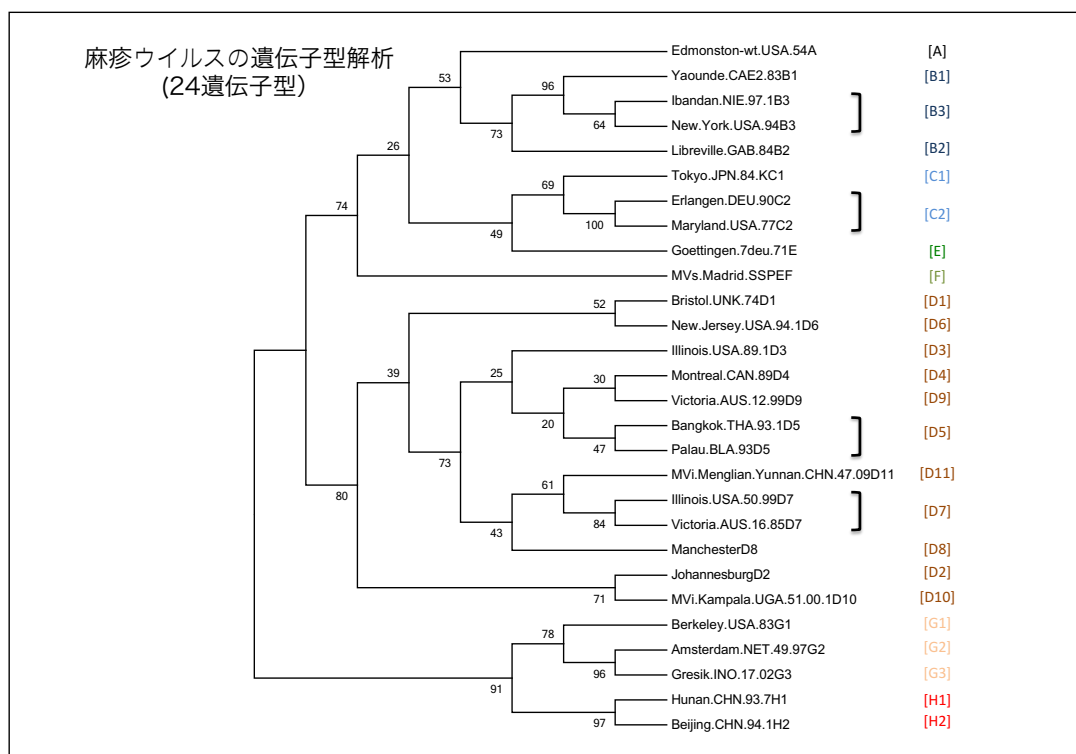 麻疹ウイルスの遺伝子型解析
(24遺伝子型）
Edmonston-wt.USA.54A [A]
53
Yaounde.CAE2.83B1 [B1]
96
Ibandan.NIE.97.1B3
[B3]
64
New.York.USA.94B3
73
Libreville.GAB.84B2 [B2]
26
Tokyo.JPN.84.KC1 [C1]
69
Erlangen.DEU.90C2
[C2]
100
Maryland.USA.77C2
74
49
Goettingen.7deu.71E [E]
MVs.Madrid.SSPEF [F]
Bristol.UNK.74D1 [D1]
52
New.Jersey.USA.94.1D6 [D6]
Illinois.USA.89.1D3 [D3]
39
25
30
Montreal.CAN.89D4 [D4]
Victoria.AUS.12.99D9 [D9]
20
Bangkok.THA.93.1D5
[D5]
47
Palau.BLA.93D5
73
MVi.Menglian.Yunnan.CHN.47.09D11 [D11]
61
80
Illinois.USA.50.99D7
[D7]
84
Victoria.AUS.16.85D7
43
ManchesterD8 [D8]
JohannesburgD2 [D2]
71
MVi.Kampala.UGA.51.00.1D10 [D10]
Berkeley.USA.83G1 [G1]
78
Amsterdam.NET.49.97G2 [G2]
96
Gresik.INO.17.02G3 [G3]
91
Hunan.CHN.93.7H1 [H1]
97
Beijing.CHN.94.1H2 [H2]